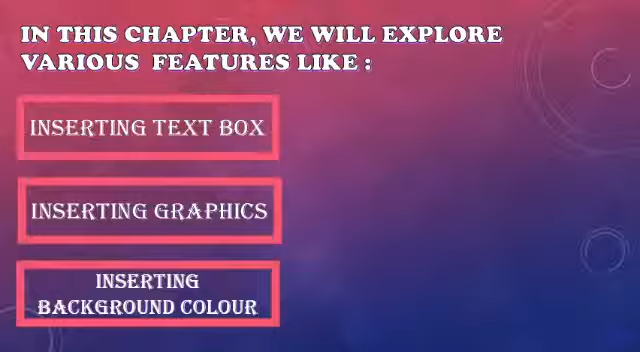 IN THIS CHAPTER, WE WILL EXPLORE
VARIOUS FEATURES LIKE :
INSERTING TEXT BOX
INSERTING GRAPHICS
INSERTING
BACKGROUND COLOUR